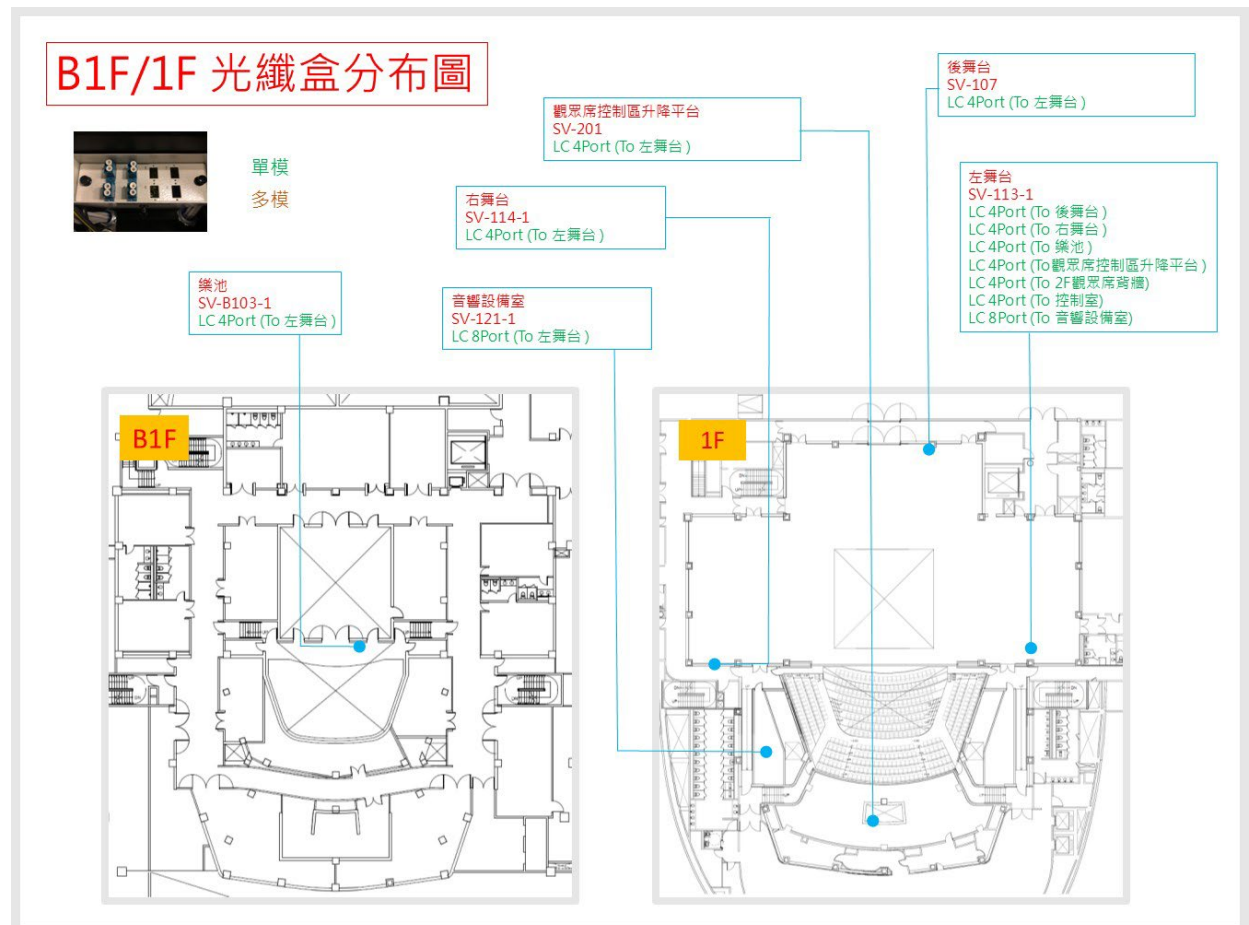 B1F/1F 光纖盒分布圖
單模
多模
後舞台
SV-107
LC 4Port (To 左舞台)
觀眾席控制區升降平台
SV-201
LC 4Port (To 左舞台)
左舞台
SV-113-1
LC 4Port (To 後舞台)
LC 4Port (To 右舞台)
LC 4Port (To 樂池)
LC 4Port (To觀眾席控制區升降平台)
LC 4Port (To 2F觀眾席背牆)
LC 4Port (To 控制室)
LC 8Port (To 音響設備室)
右舞台
SV-114-1
LC 4Port (To 左舞台)
樂池
SV-B103-1
LC 4Port (To 左舞台)
音響設備室
SV-121-1
LC 8Port (To 左舞台)
B1F
1F